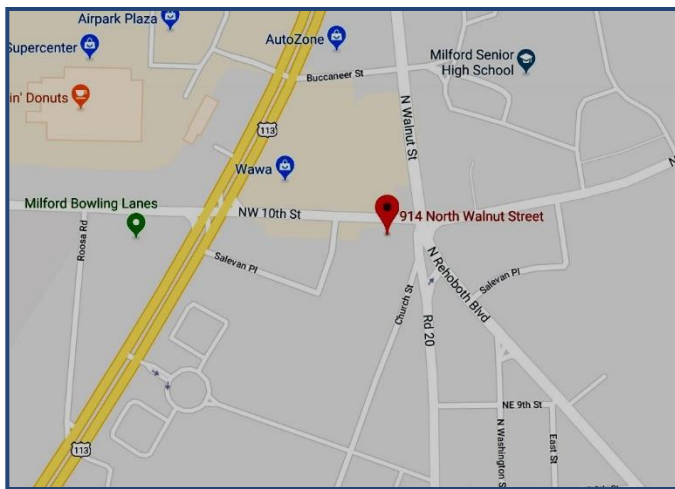 Airpark Plaza
Supercenter
AutoZone
Milford Senior
High School
in' Donuts
Buccaneer St
N Walnut St
113
Wawa
Milford Bowling Lanes
NW 10th St
914 North Walnut Street
N
Roosa Rd
Salevan Pl
N Rehoboth Blvd
Salevan Pl
Church St
Rd 20
NE 9th St
N Washington St
East St
113